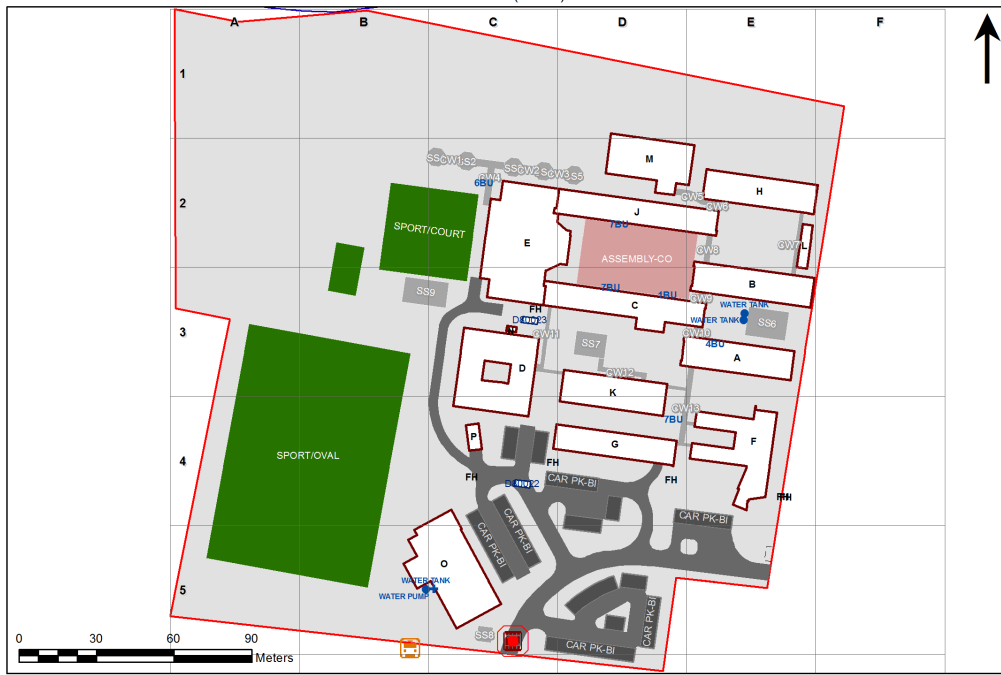 A B C D E F
1
M
SS CW1 S2
SS CW2 S CW3 S5
CW4
6BU
H
CW5
CW6
2
J
7BU
SPORT/COURT
E
CW7
L
CW8
ASSEMBLY-CO
B
7BU
1BU
SS9
CW9
C
WATER TANK
FH
WATER TANK
SS6
3
CW11
CW10
SS7
4BU
A
D
CW12
K
7BU
CW13
P
G
F
SPORT/OVAL
4
FH
FH
CAR PK-BI
FH
FH
CAR PK-BI
CAR PK-BI
CAR PK-BI
O
WATER TANK
5
WATER PUMP
CAR PK-BI
SS8
CAR PK-BI
0 30 60 90
Meters